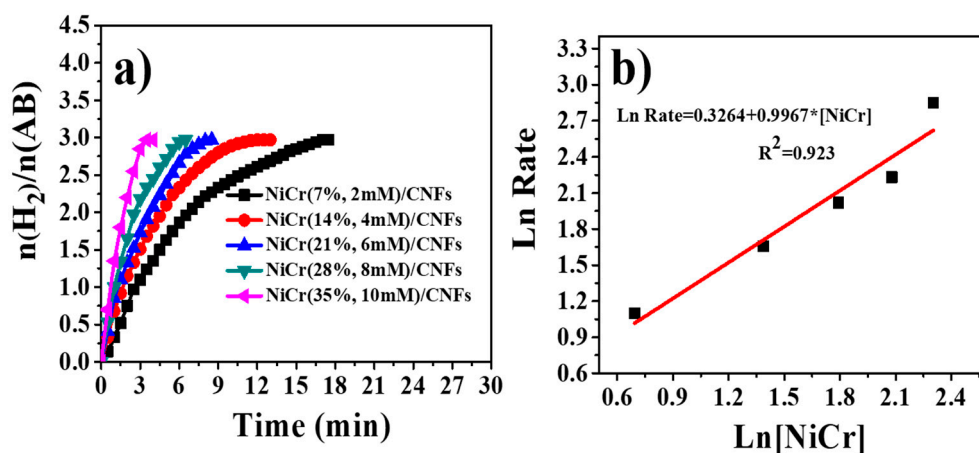 a)
n(H2)/n(AB)
4.5
4.0
3.5
3.0
2.5
2.0
1.5
1.0
0.5
0.0
NiCr(7%, 2mM)/CNFs
NiCr(14%, 4mM)/CNFs
NiCr(21%, 6mM)/CNFs
NiCr(28%, 8mM)/CNFs
NiCr(35%, 10mM)/CNFs
0 3 6 9 12 15 18 21 24 27 30
Time (min)
b)
Ln Rate
3.3
3.0
2.7
2.4
2.1
1.8
1.5
1.2
0.9
0.6
Ln Rate=0.3264+0.9967*[NiCr]
R²=0.923
0.6 0.9 1.2 1.5 1.8 2.1 2.4
Ln[NiCr]